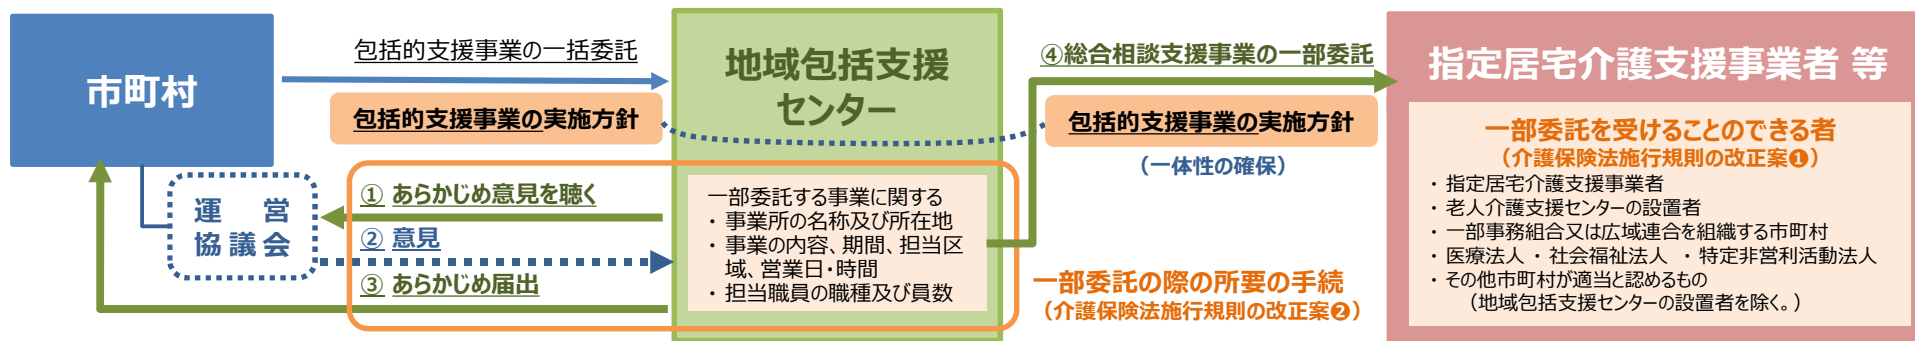 市町村
包括的支援事業の一括委託
包括的支援事業の実施方針
運　営
協議会
① あらかじめ意見を聴く
② 意見
③ あらかじめ届出
地域包括支援
センター
一部委託する事業に関する
・ 事業所の名称及び所在地
・ 事業の内容、期間、担当区
域、営業日・時間
・ 担当職員の職種及び員数
④総合相談支援事業の一部委託
包括的支援事業の実施方針
（一体性の確保）
一部委託の際の所要の手続
（介護保険法施行規則の改正案❷）
指定居宅介護支援事業者 等
一部委託を受けることのできる者
（介護保険法施行規則の改正案❶）
・ 指定居宅介護支援事業者
・ 老人介護支援センターの設置者
・ 一部事務組合又は広域連合を組織する市町村
・ 医療法人 ・ 社会福祉法人 ・ 特定非営利活動法人
・ その他市町村が適当と認めるもの
（地域包括支援センターの設置者を除く。）